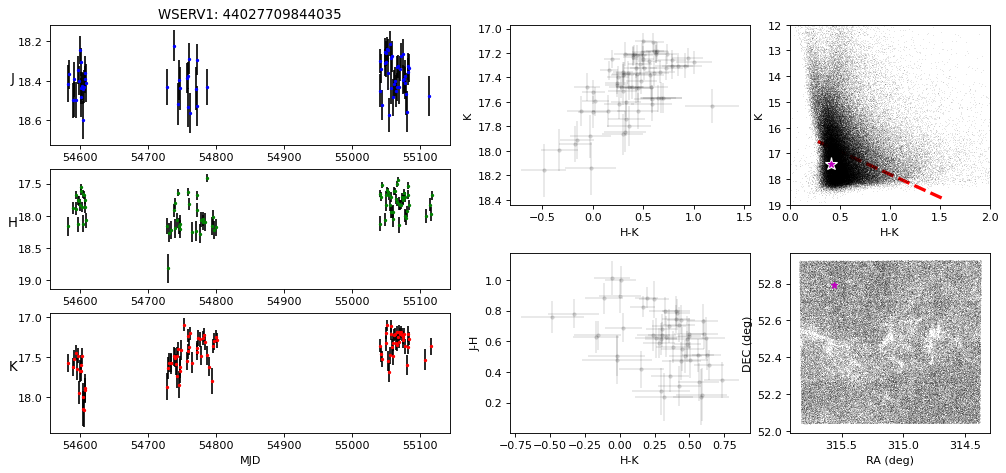 WSERV1: 44027709844035
J
18.2
18.4
18.6
54600 54700 54800 54900 55000 55100
H
17.5
18.0
18.5
19.0
54600 54700 54800 54900 55000 55100
K
17.0
17.5
18.0
54600 54700 54800 54900 55000 55100
MJD
K
17.0
17.2
17.4
17.6
17.8
18.0
18.2
18.4
−0.5 0.0 0.5 1.0 1.5
H-K
K
12
13
14
15
16
17
18
19
0.0 0.5 1.0 1.5 2.0
H-K
J-H
1.0
0.8
0.6
0.4
0.2
−0.75 −0.50 −0.25 0.00 0.25 0.50 0.75
H-K
DEC (deg)
52.8
52.6
52.4
52.2
52.0
315.5 315.0 314.5
RA (deg)